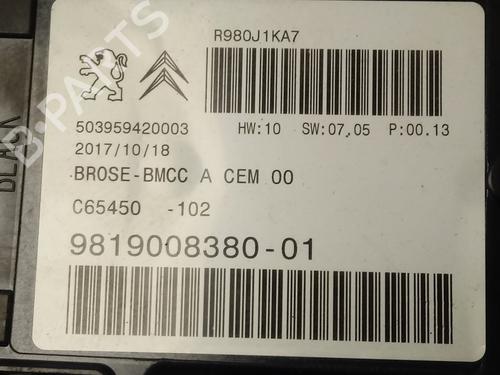 R980J1KA7
503959420003 HW:10 SW:07,05 P:00.13
2017/10/18
BROSE-BMCC A CEM 00
C65450 -102
9819008380-01
BLACK
B-PARTS